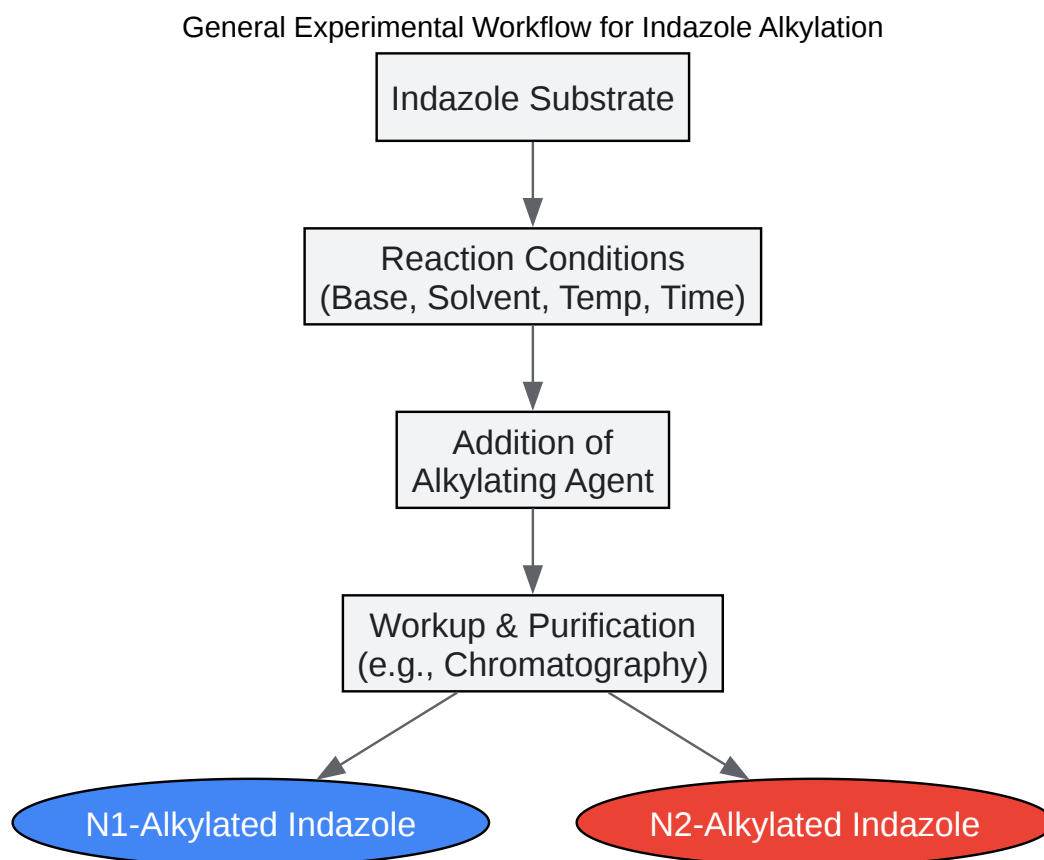 General Experimental Workflow for Indazole Alkylation
Indazole Substrate
Reaction Conditions
(Base, Solvent, Temp, Time)
Addition of
Alkylating Agent
Workup & Purification
(e.g., Chromatography)
N1-Alkylated Indazole
N2-Alkylated Indazole